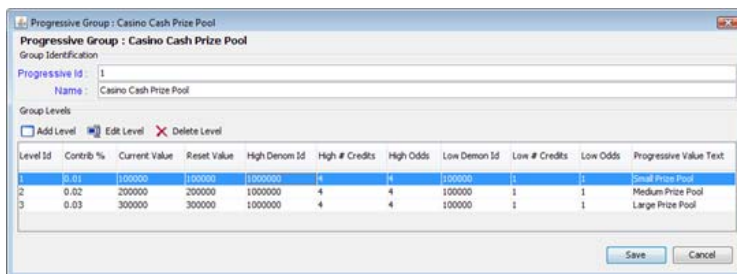 Progressive Group : Casino Cash Prize Pool
Progressive Group : Casino Cash Prize Pool
Group Identification
Progressive Id : 1
Name : Casino Cash Prize Pool
Group Levels
Add Level Edit Level Delete Level
Level Id Contrib % Current Value Reset Value High Denom Id High # Credits High Odds Low Demon Id Low # Credits Low Odds Progressive Value Text
1 0.01 100000 100000 1000000 4 4 100000 1 1 Small Prize Pool
2 0.02 200000 200000 1000000 4 4 100000 1 1 Medium Prize Pool
3 0.03 300000 300000 1000000 4 4 100000 1 1 Large Prize Pool
Save Cancel